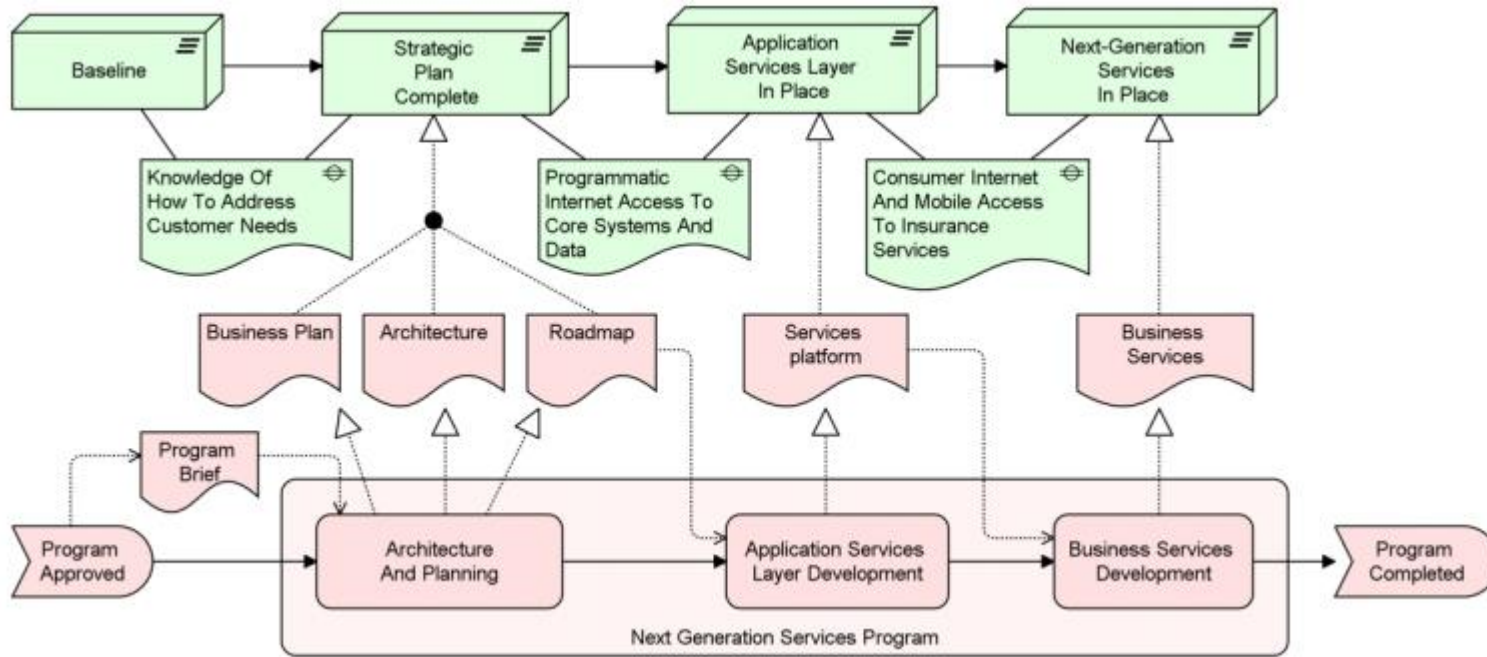 Baseline
Strategic
Plan
Complete
Application
Services Layer
In Place
Next-Generation
Services
In Place
Knowledge Of
How To Address
Customer Needs
Programmatic
Internet Access To
Core Systems And
Data
Consumer Internet
And Mobile Access
To Insurance
Services
Business Plan
Architecture
Roadmap
Services
platform
Business
Services
Program
Brief
Program
Approved
Architecture
And Planning
Application Services
Layer Development
Business Services
Development
Program
Completed
Next Generation Services Program